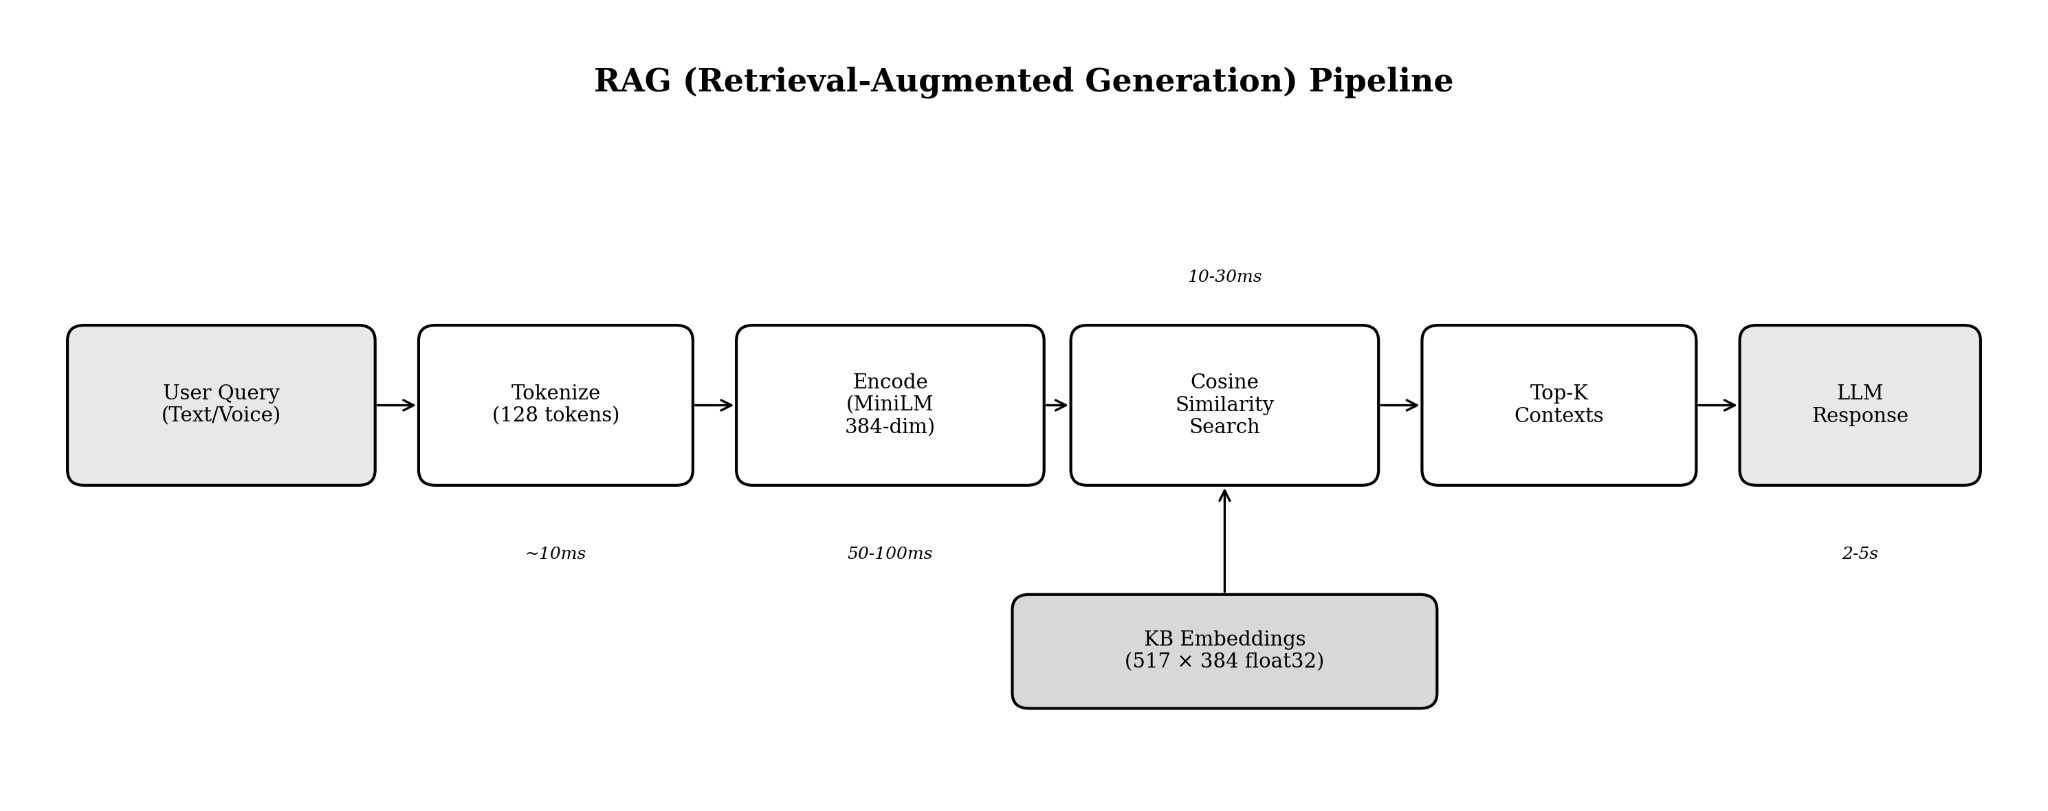 RAG (Retrieval-Augmented Generation) Pipeline
10-30ms
User Query
(Text/Voice)
Tokenize
(128 tokens)
Encode
(MiniLM
384-dim)
Cosine
Similarity
Search
Top-K
Contexts
LLM
Response
~10ms
50-100ms
2-5s
KB Embeddings
(517 × 384 float32)